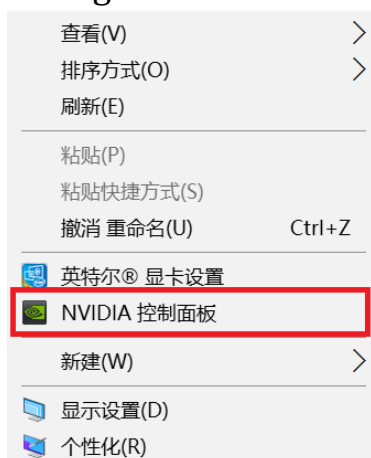 查看(V)
排序方式(O)
刷新(E)
粘贴(P)
粘贴快捷方式(S)
撤消 重命名(U) Ctrl+Z
英特尔® 显卡设置
NVIDIA 控制面板
新建(W)
显示设置(D)
个性化(R)